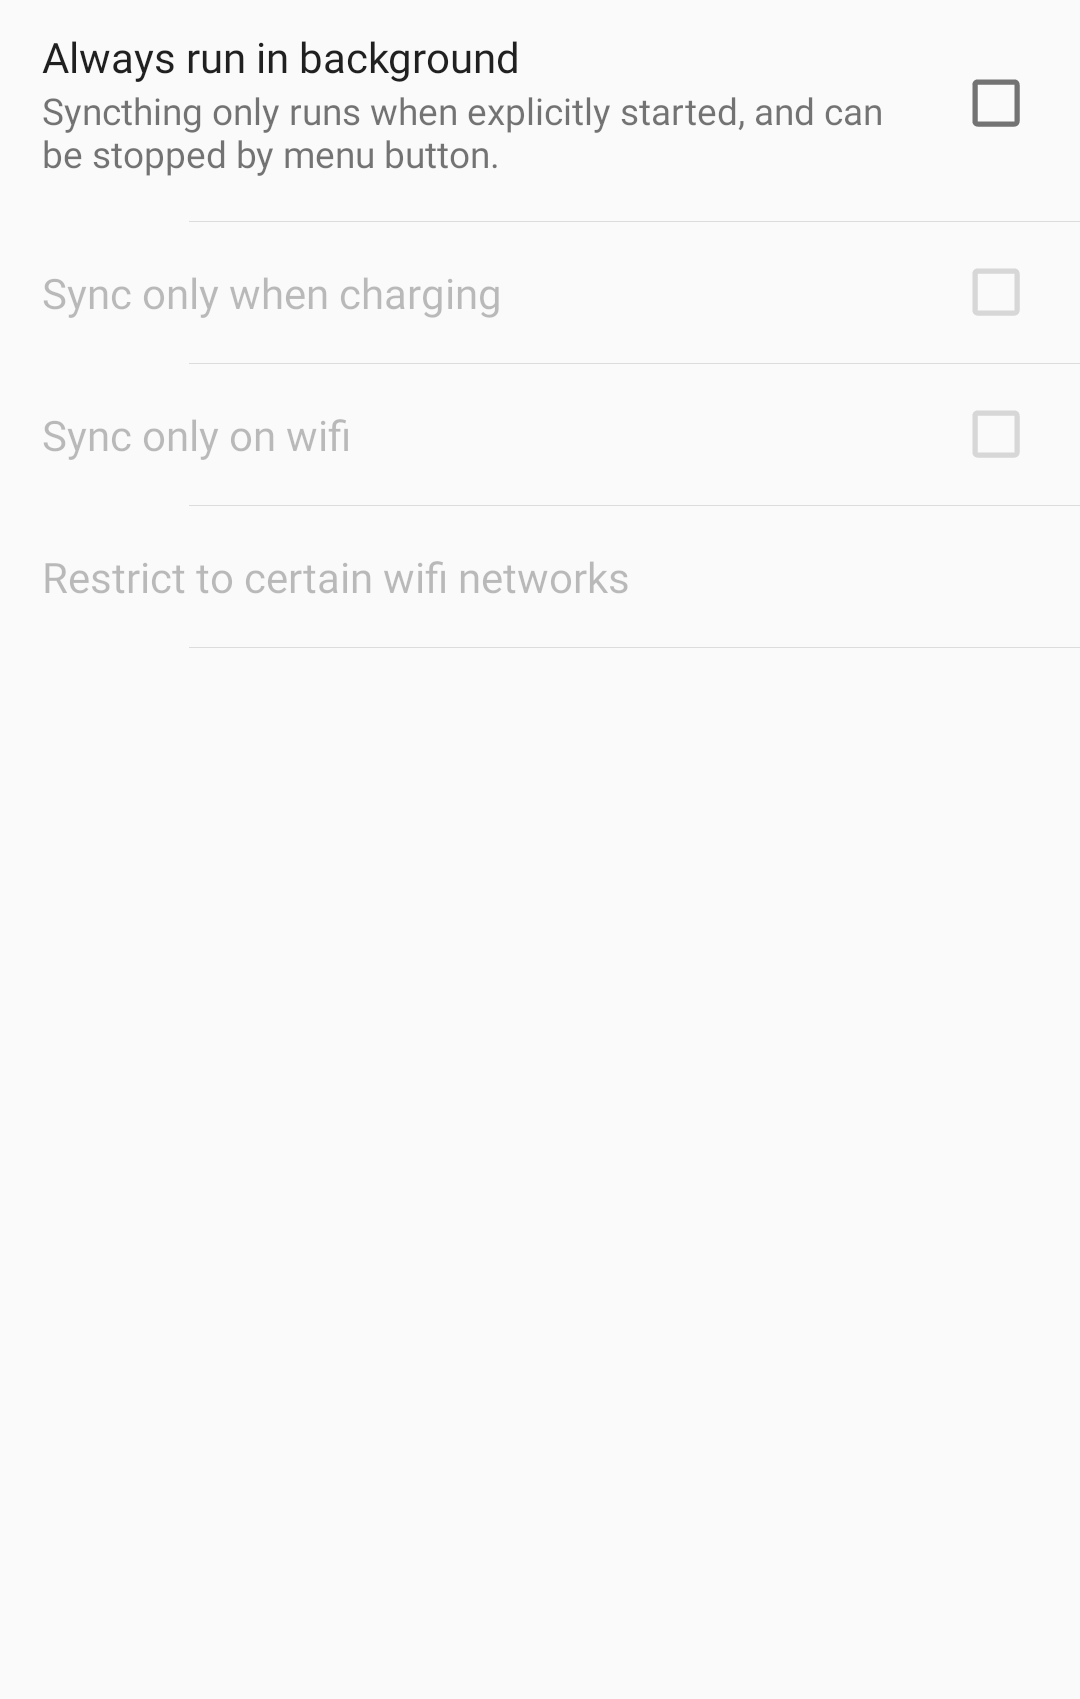 Always run in background
Syncthing only runs when explicitly started, and can
be stopped by menu button.
Sync only when charging
Sync only on wifi
Restrict to certain wifi networks